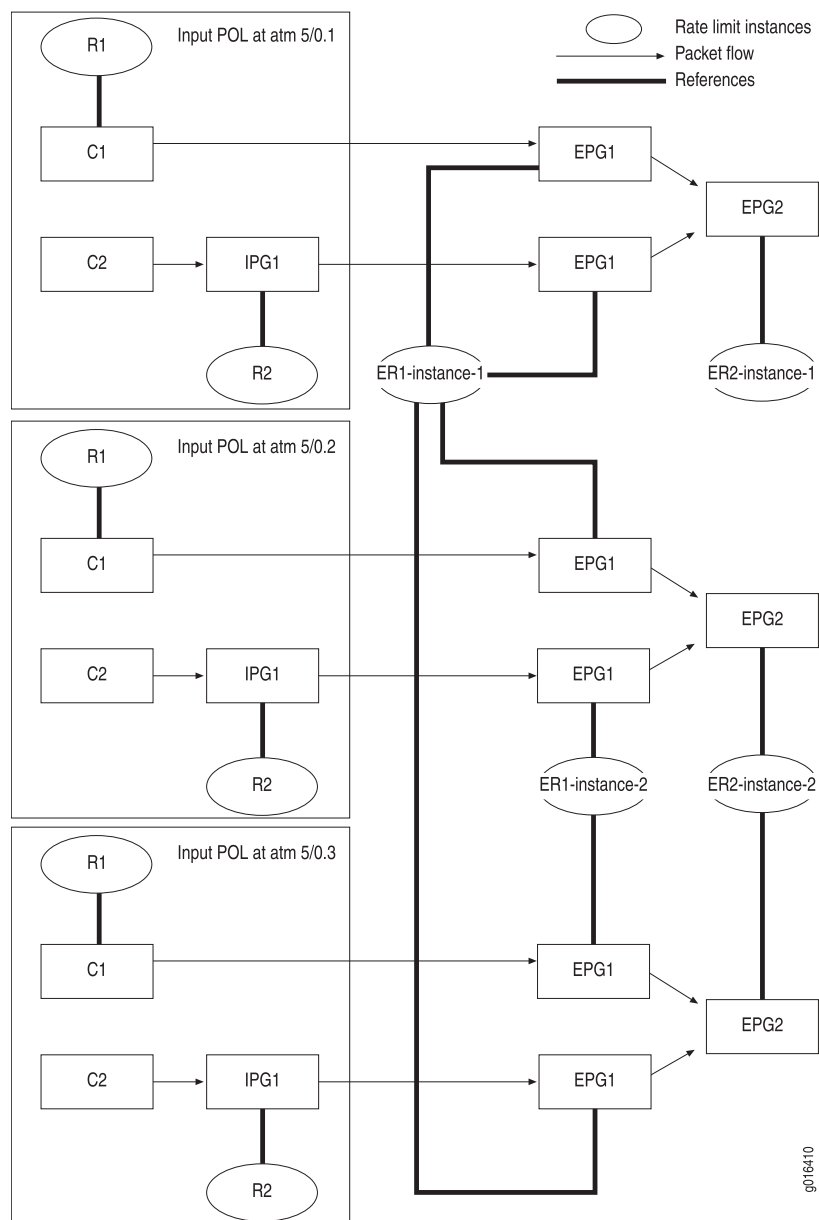 Input POL at atm 5/0.1
R1
Rate limit instances
Packet flow
References
C1
EPG1
EPG2
C2
IPG1
EPG1
R2
ER1-instance-1
ER2-instance-1
Input POL at atm 5/0.2
R1
C1
EPG1
EPG2
C2
IPG1
EPG1
R2
ER1-instance-2
ER2-instance-2
Input POL at atm 5/0.3
R1
C1
EPG1
EPG2
C2
IPG1
EPG1
R2
g016410